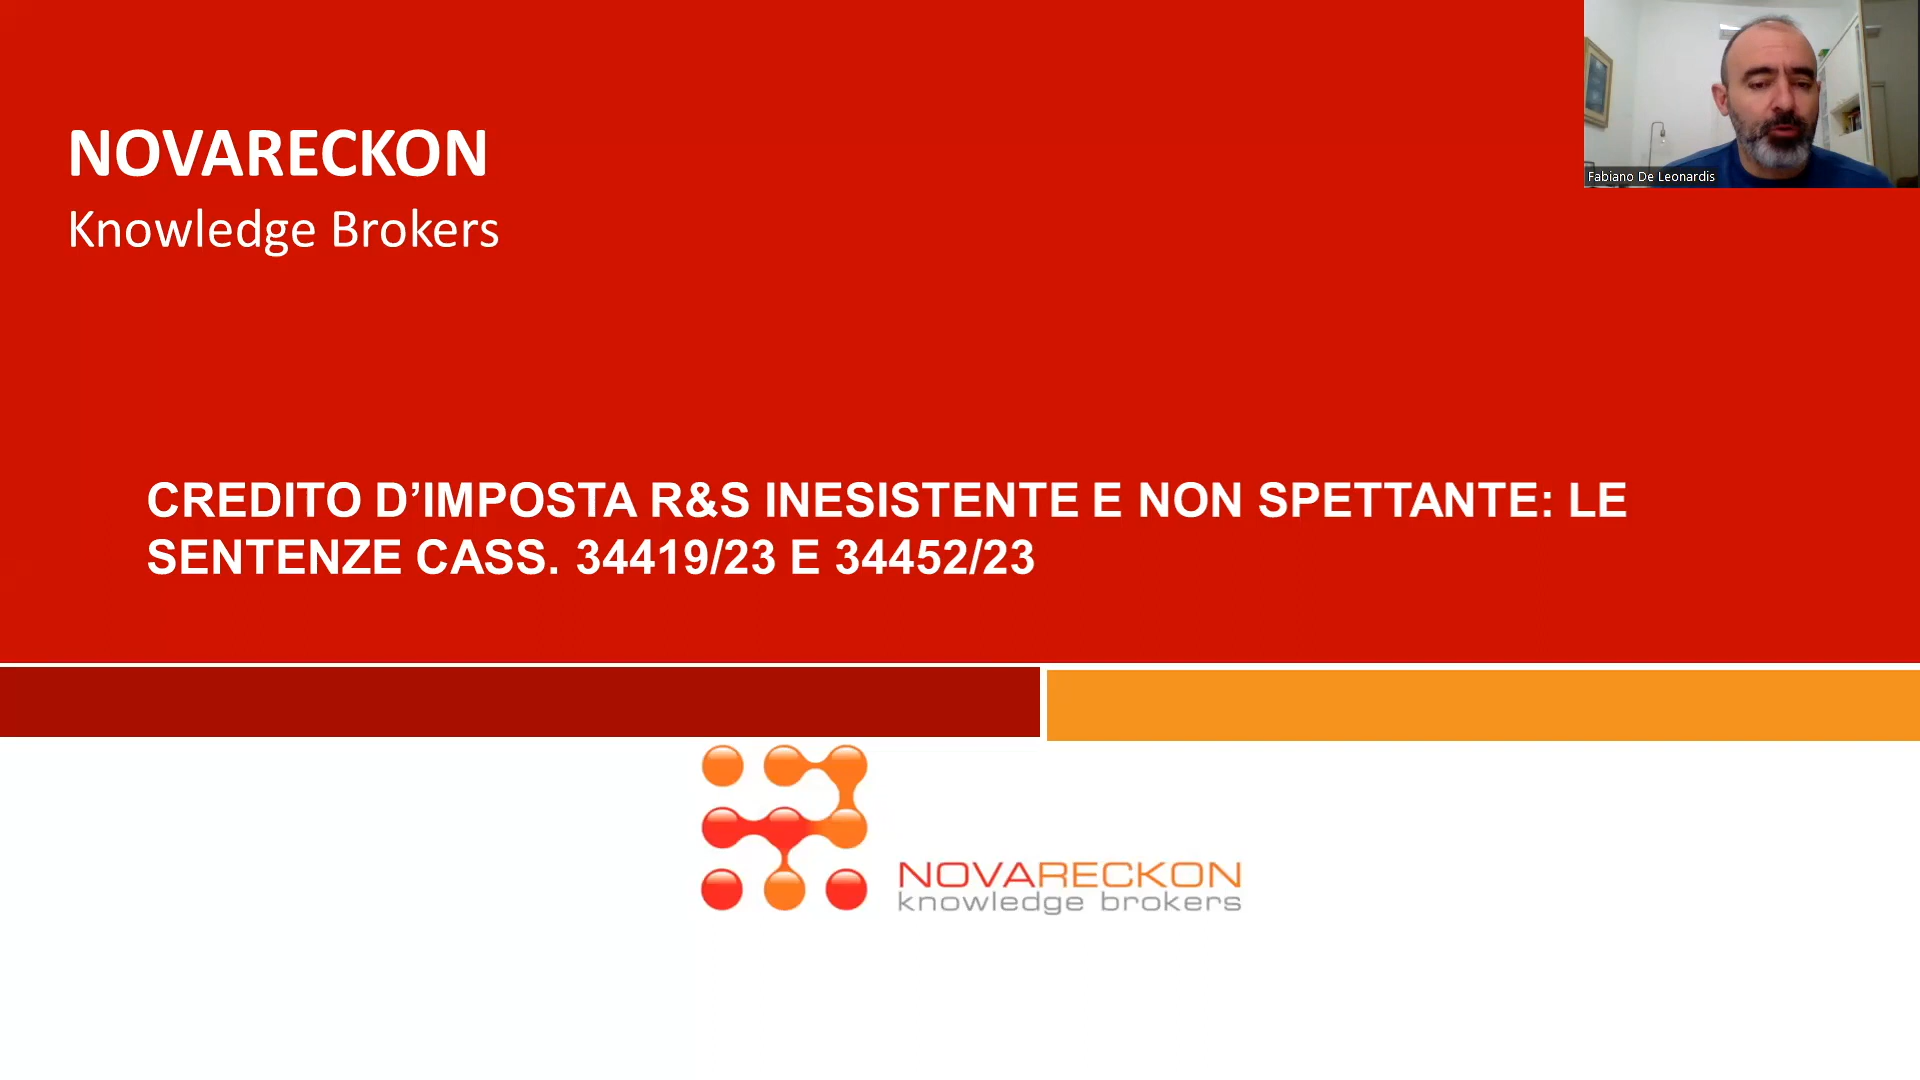 NOVARECKON
Knowledge Brokers
Fabiano De Leonardis
CREDITO D’IMPOSTA R&S INESISTENTE E NON SPETTANTE: LE
SENTENZE CASS. 34419/23 E 34452/23
NOVARECKON
knowledge brokers